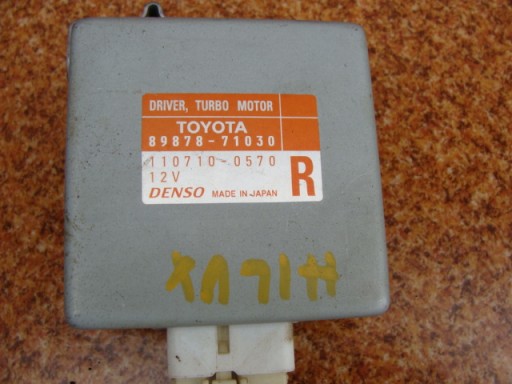 DRIVER, TURBO MOTOR
TOYOTA
89878-71030
110710-0570
12V
R
DENSO MADE IN JAPAN
HILUX